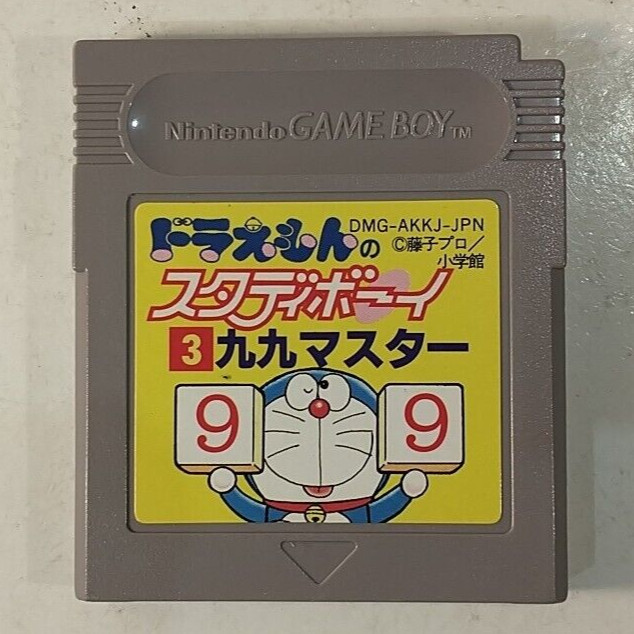 Nintendo GAME BOY TM
ドラえもんの
DMG-AKKJ-JPN
©藤子プロ／
小学館
スタディボーイ
3 九九マスター
9 9